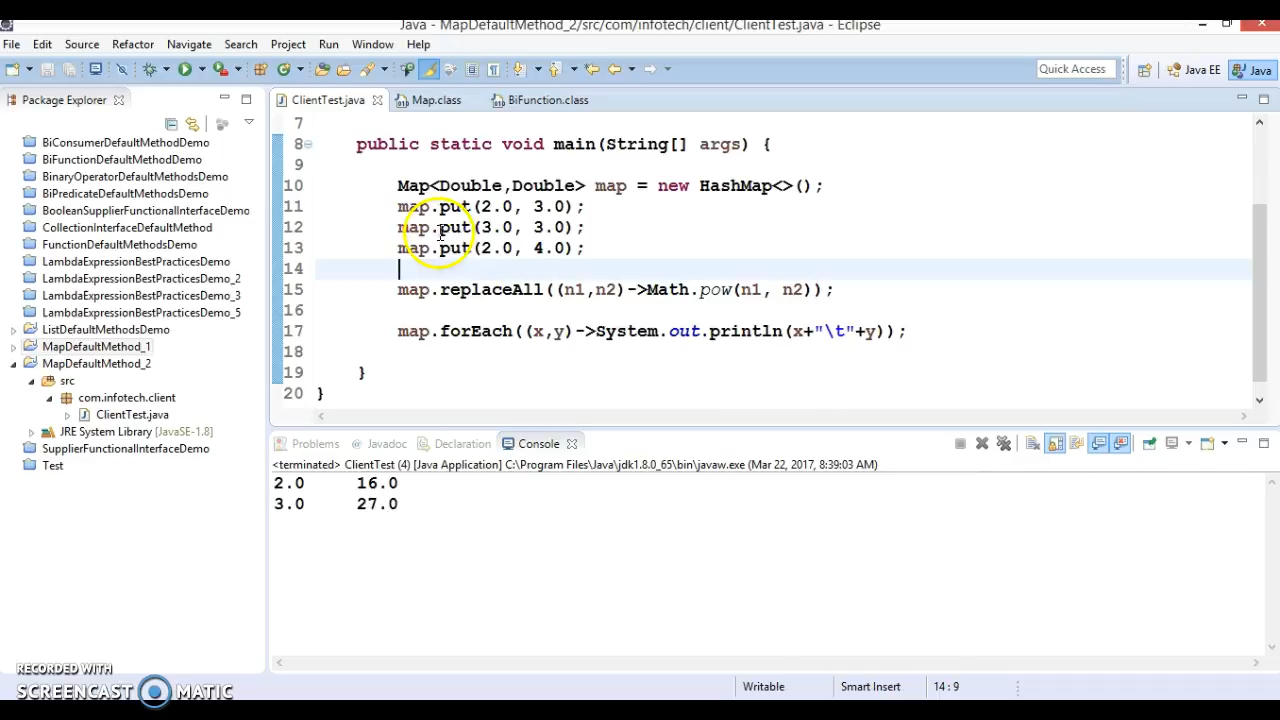 Java - MapDefaultMethod_2/src/com/infotech/client/ClientTest.java - Eclipse
File Edit Source Refactor Navigate Search Project Run Window Help
Quick Access
Java EE
Java
Package Explorer
BiConsumerDefaultMethodDemo
BiFunctionDefaultMethodDemo
BinaryOperatorDefaultMethodDemo
BiPredicateDefaultMethodsDemo
BooleanSupplierFunctionalInterfaceDemo
CollectionInterfaceDefaultMethod
FunctionDefaultMethodsDemo
LambdaExpressionBestPracticesDemo
LambdaExpressionBestPracticesDemo_2
LambdaExpressionBestPracticesDemo_3
LambdaExpressionBestPracticesDemo_5
ListDefaultMethodsDemo
MapDefaultMethod_1
MapDefaultMethod_2
src
com.infotech.client
ClientTest.java
JRE System Library [JavaSE-1.8]
SupplierFunctionalInterfaceDemo
Test
ClientTest.java Map.class BiFunction.class
7
8 public static void main(String[] args) {
9
10 Map<Double,Double> map = new HashMap<>();
11 map.put(2.0, 3.0);
12 map.put(3.0, 3.0);
13 map.put(2.0, 4.0);
14
15 map.replaceAll((n1,n2)->Math.pow(n1, n2));
16
17 map.forEach((x,y)->System.out.println(x+"\t"+y));
18
19 }
20 }
Problems Javadoc Declaration Console
<terminated> ClientTest (4) [Java Application] C:\Program Files\Java\jdk1.8.0_65\bin\javaw.exe (Mar 22, 2017, 8:39:03 AM)
2.0 16.0
3.0 27.0
Writable Smart Insert 14 : 9
RECORDED WITH
SCREENCAST MATIC